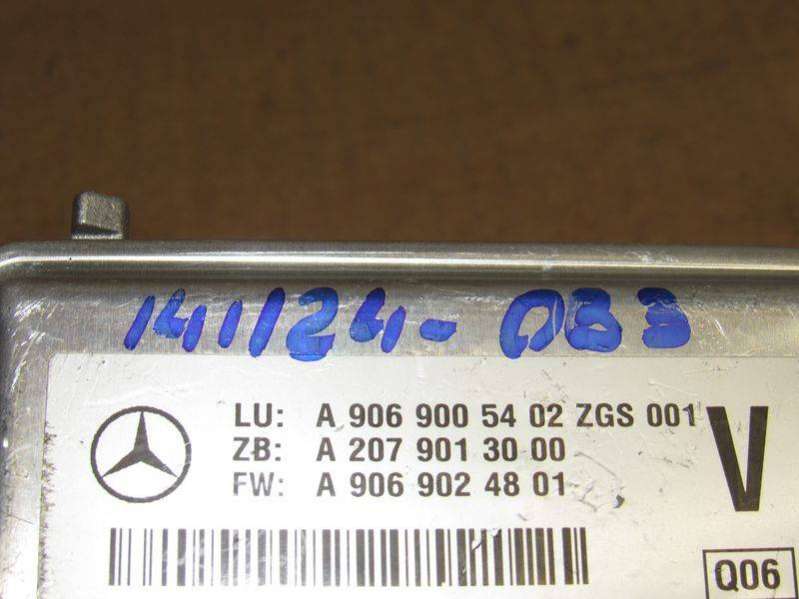 141124-083
LU: A 906 900 54 02 ZGS 001
V
ZB: A 207 901 30 00
FW: A 906 902 48 01
Q06